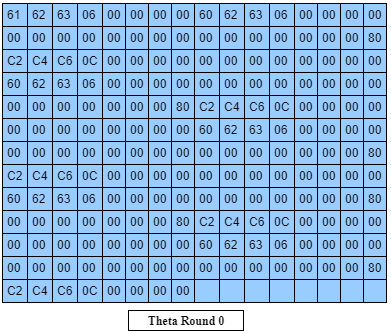 61 62 63 06 00 00 00 00 60 62 63 06 00 00 00 00
00 00 00 00 00 00 00 00 00 00 00 00 00 00 00 80
C2 C4 C6 0C 00 00 00 00 00 00 00 00 00 00 00 00
60 62 63 06 00 00 00 00 00 00 00 00 00 00 00 00
00 00 00 00 00 00 00 80 C2 C4 C6 0C 00 00 00 00
00 00 00 00 00 00 00 00 60 62 63 06 00 00 00 00
00 00 00 00 00 00 00 00 00 00 00 00 00 00 00 80
C2 C4 C6 0C 00 00 00 00 00 00 00 00 00 00 00 00
60 62 63 06 00 00 00 00 00 00 00 00 00 00 00 80
00 00 00 00 00 00 00 80 C2 C4 C6 0C 00 00 00 00
00 00 00 00 00 00 00 00 60 62 63 06 00 00 00 00
00 00 00 00 00 00 00 00 00 00 00 00 00 00 00 80
C2 C4 C6 0C 00 00 00 00
Theta Round 0